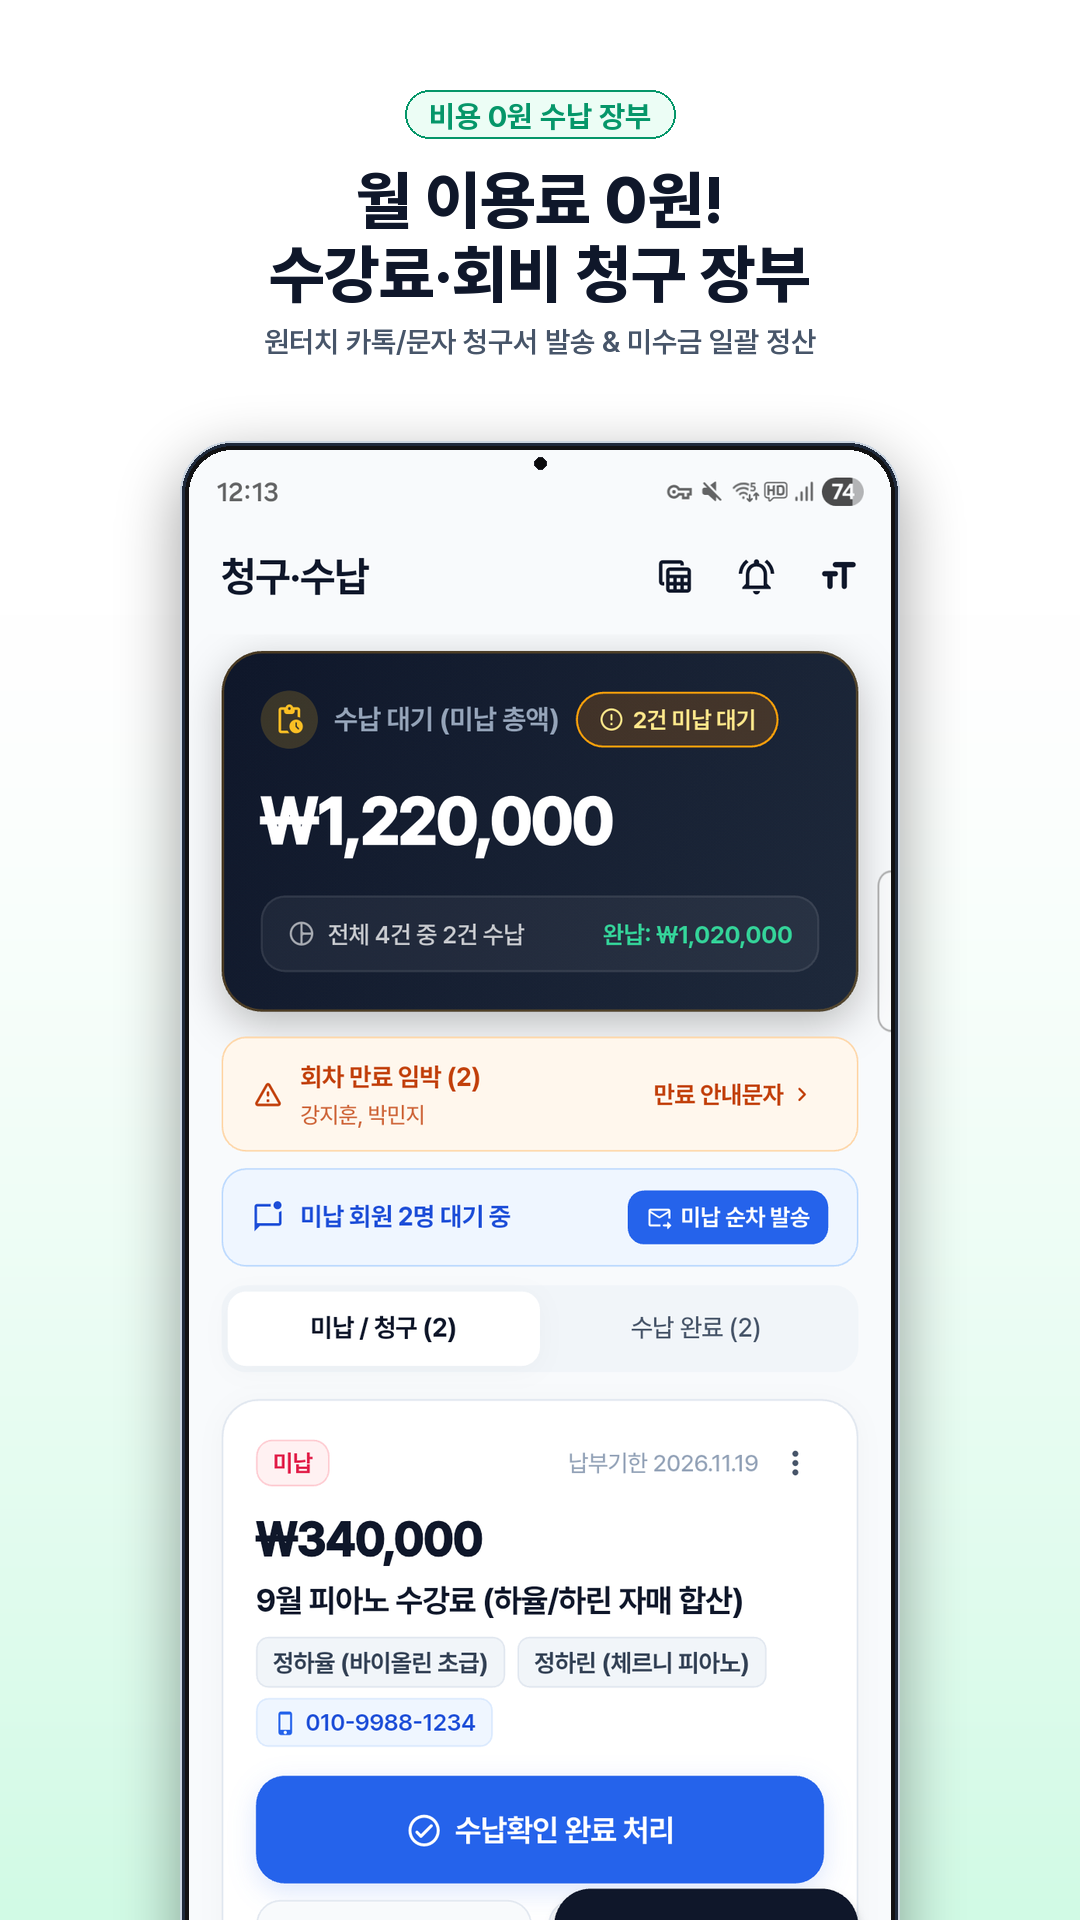 비용 0원 수납 장부
월 이용료 0원!
수강료·회비 청구 장부
원터치 카톡/문자 청구서 발송 & 미수금 일괄 정산
12:13
5 HD 74
청구·수납
수납 대기 (미납 총액) 2건 미납 대기
₩1,220,000
전체 4건 중 2건 수납 완납: ₩1,020,000
회차 만료 임박 (2)
강지훈, 박민지
만료 안내문자
미납 회원 2명 대기 중 미납 순차 발송
미납 / 청구 (2) 수납 완료 (2)
미납 납부기한 2026.11.19
₩340,000
9월 피아노 수강료 (하율/하린 자매 합산)
정하율 (바이올린 초급) 정하린 (체르니 피아노)
010-9988-1234
수납확인 완료 처리